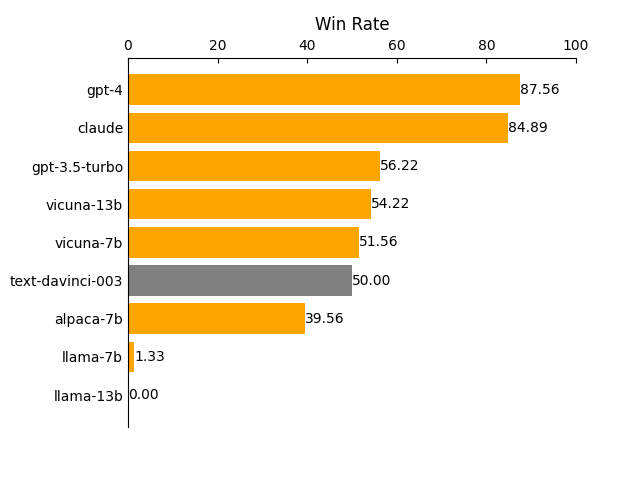 Win Rate
0 20 40 60 80 100
gpt-4 87.56
claude 84.89
gpt-3.5-turbo 56.22
vicuna-13b 54.22
vicuna-7b 51.56
text-davinci-003 50.00
alpaca-7b 39.56
llama-7b 1.33
llama-13b 0.00